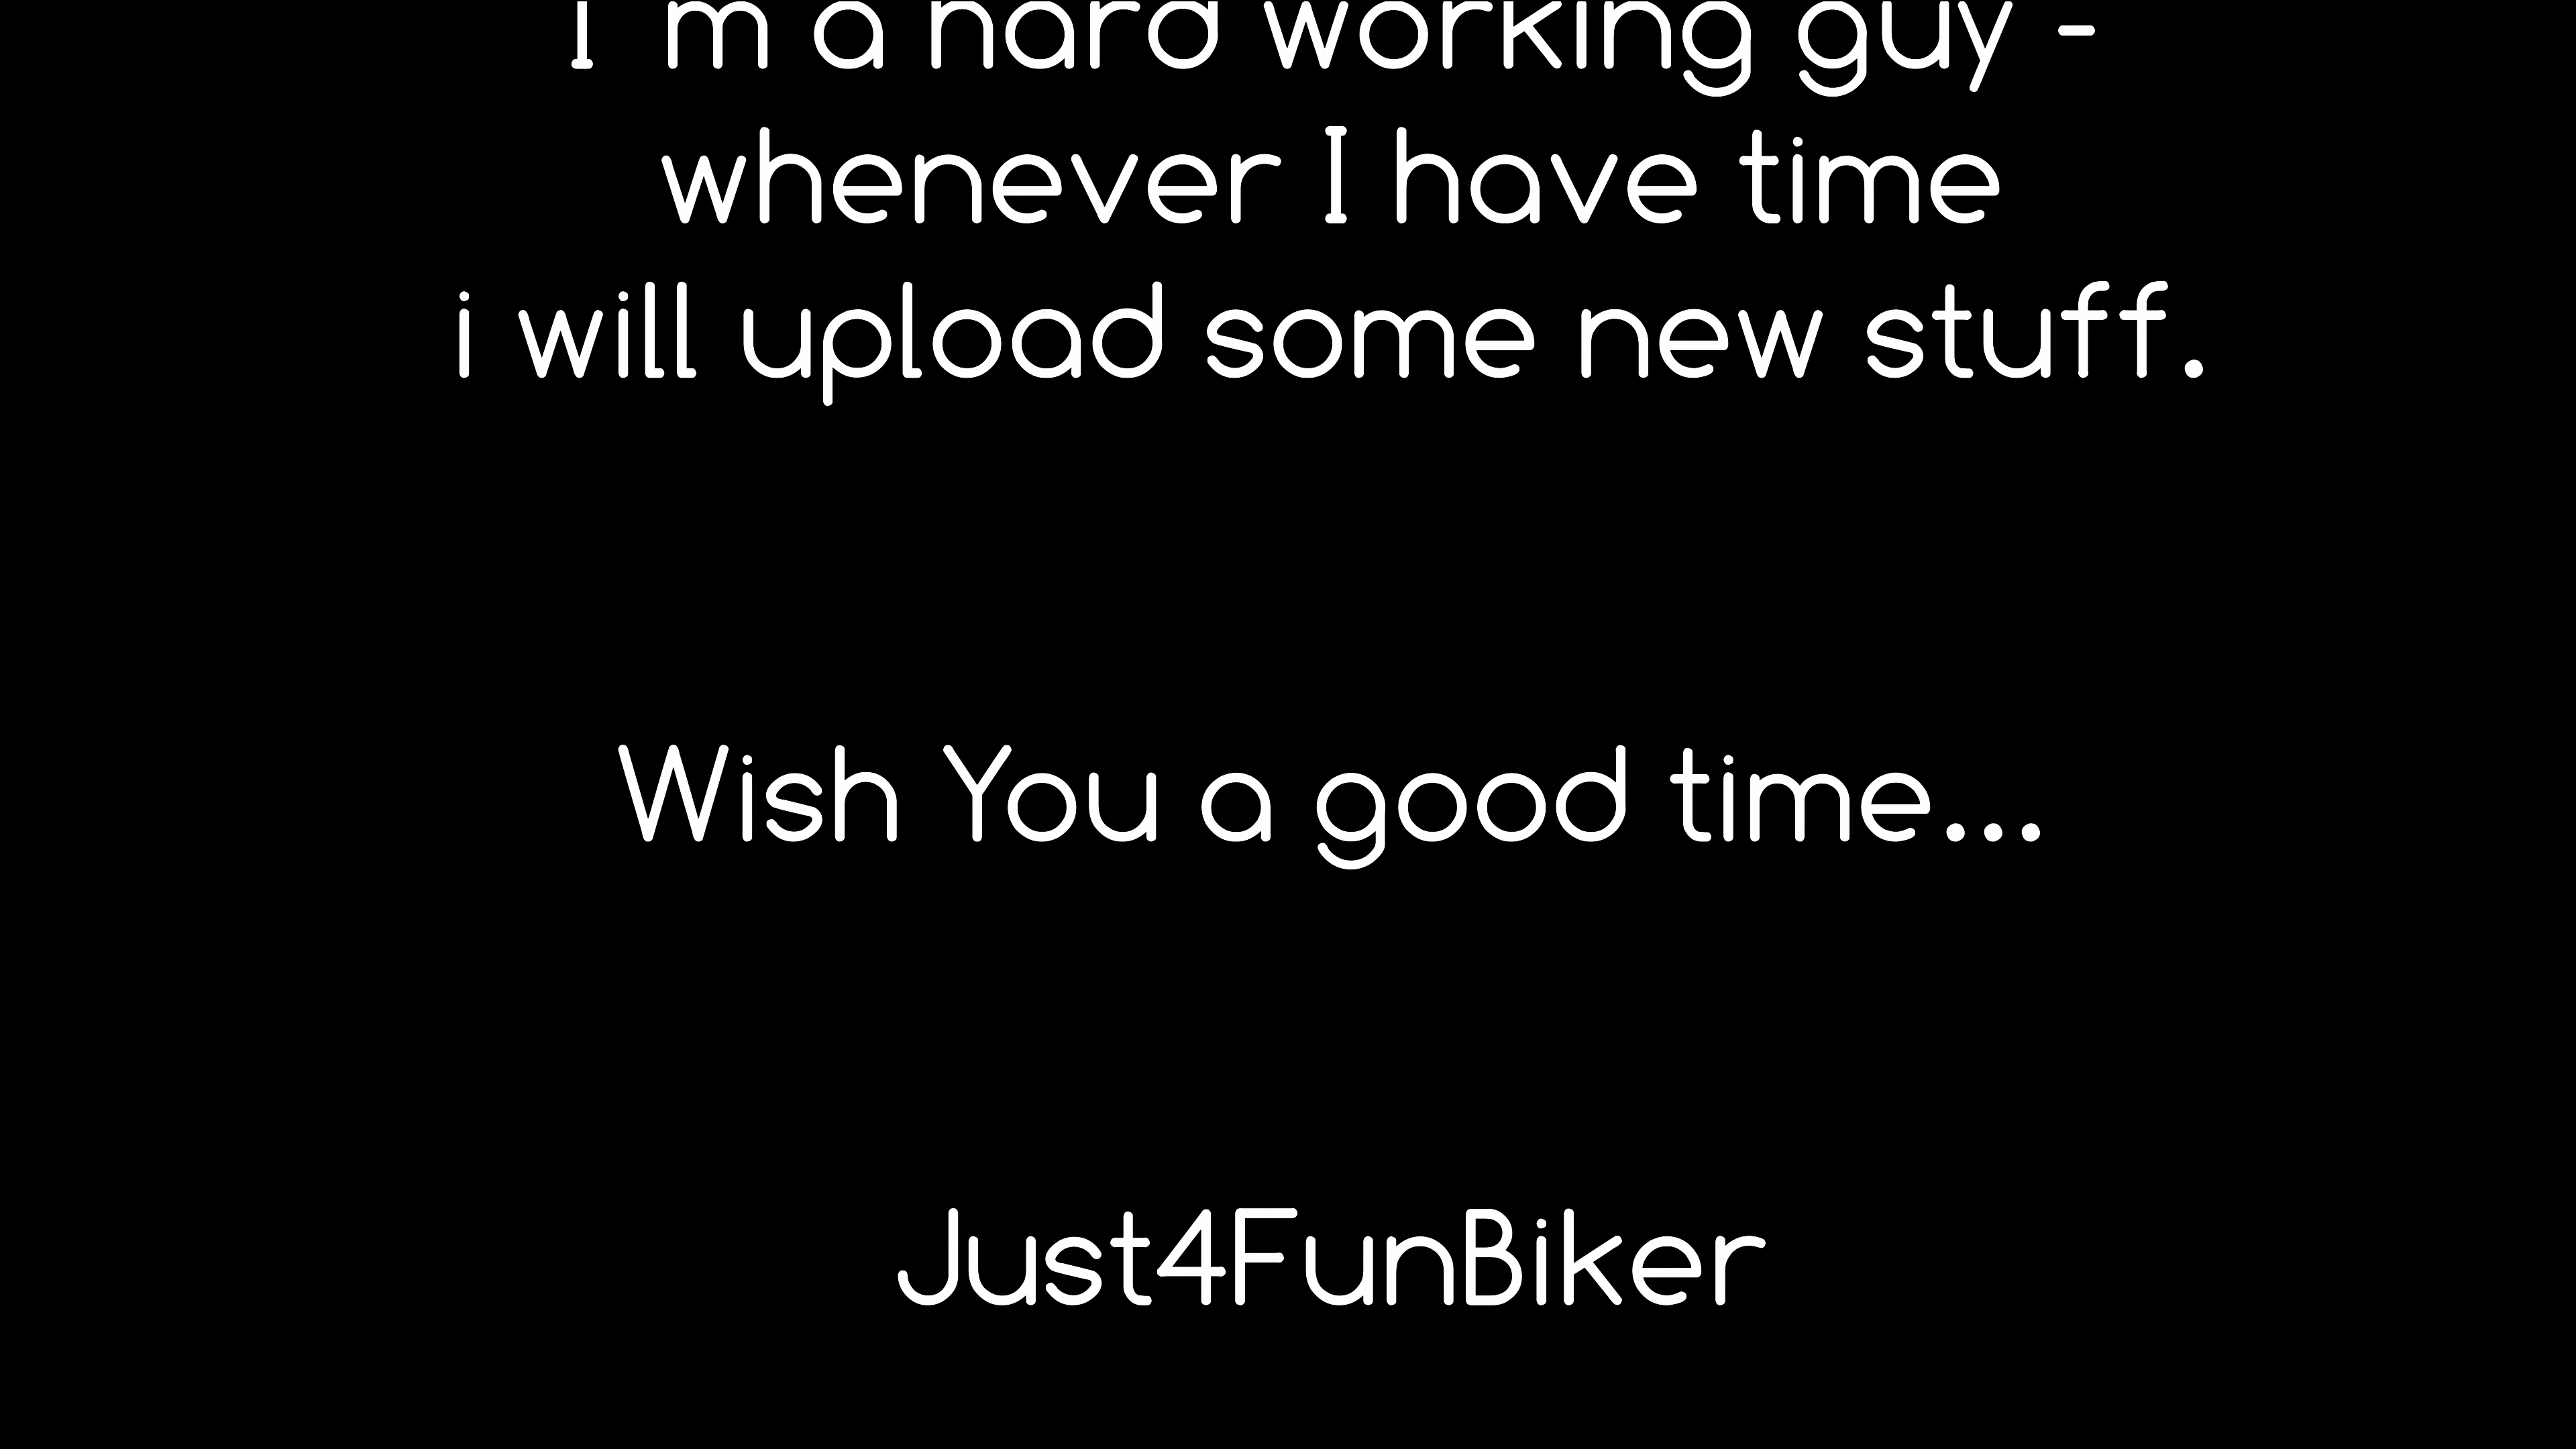 I'm a hard working guy -
whenever I have time
i will upload some new stuff.
Wish You a good time...
Just4FunBiker